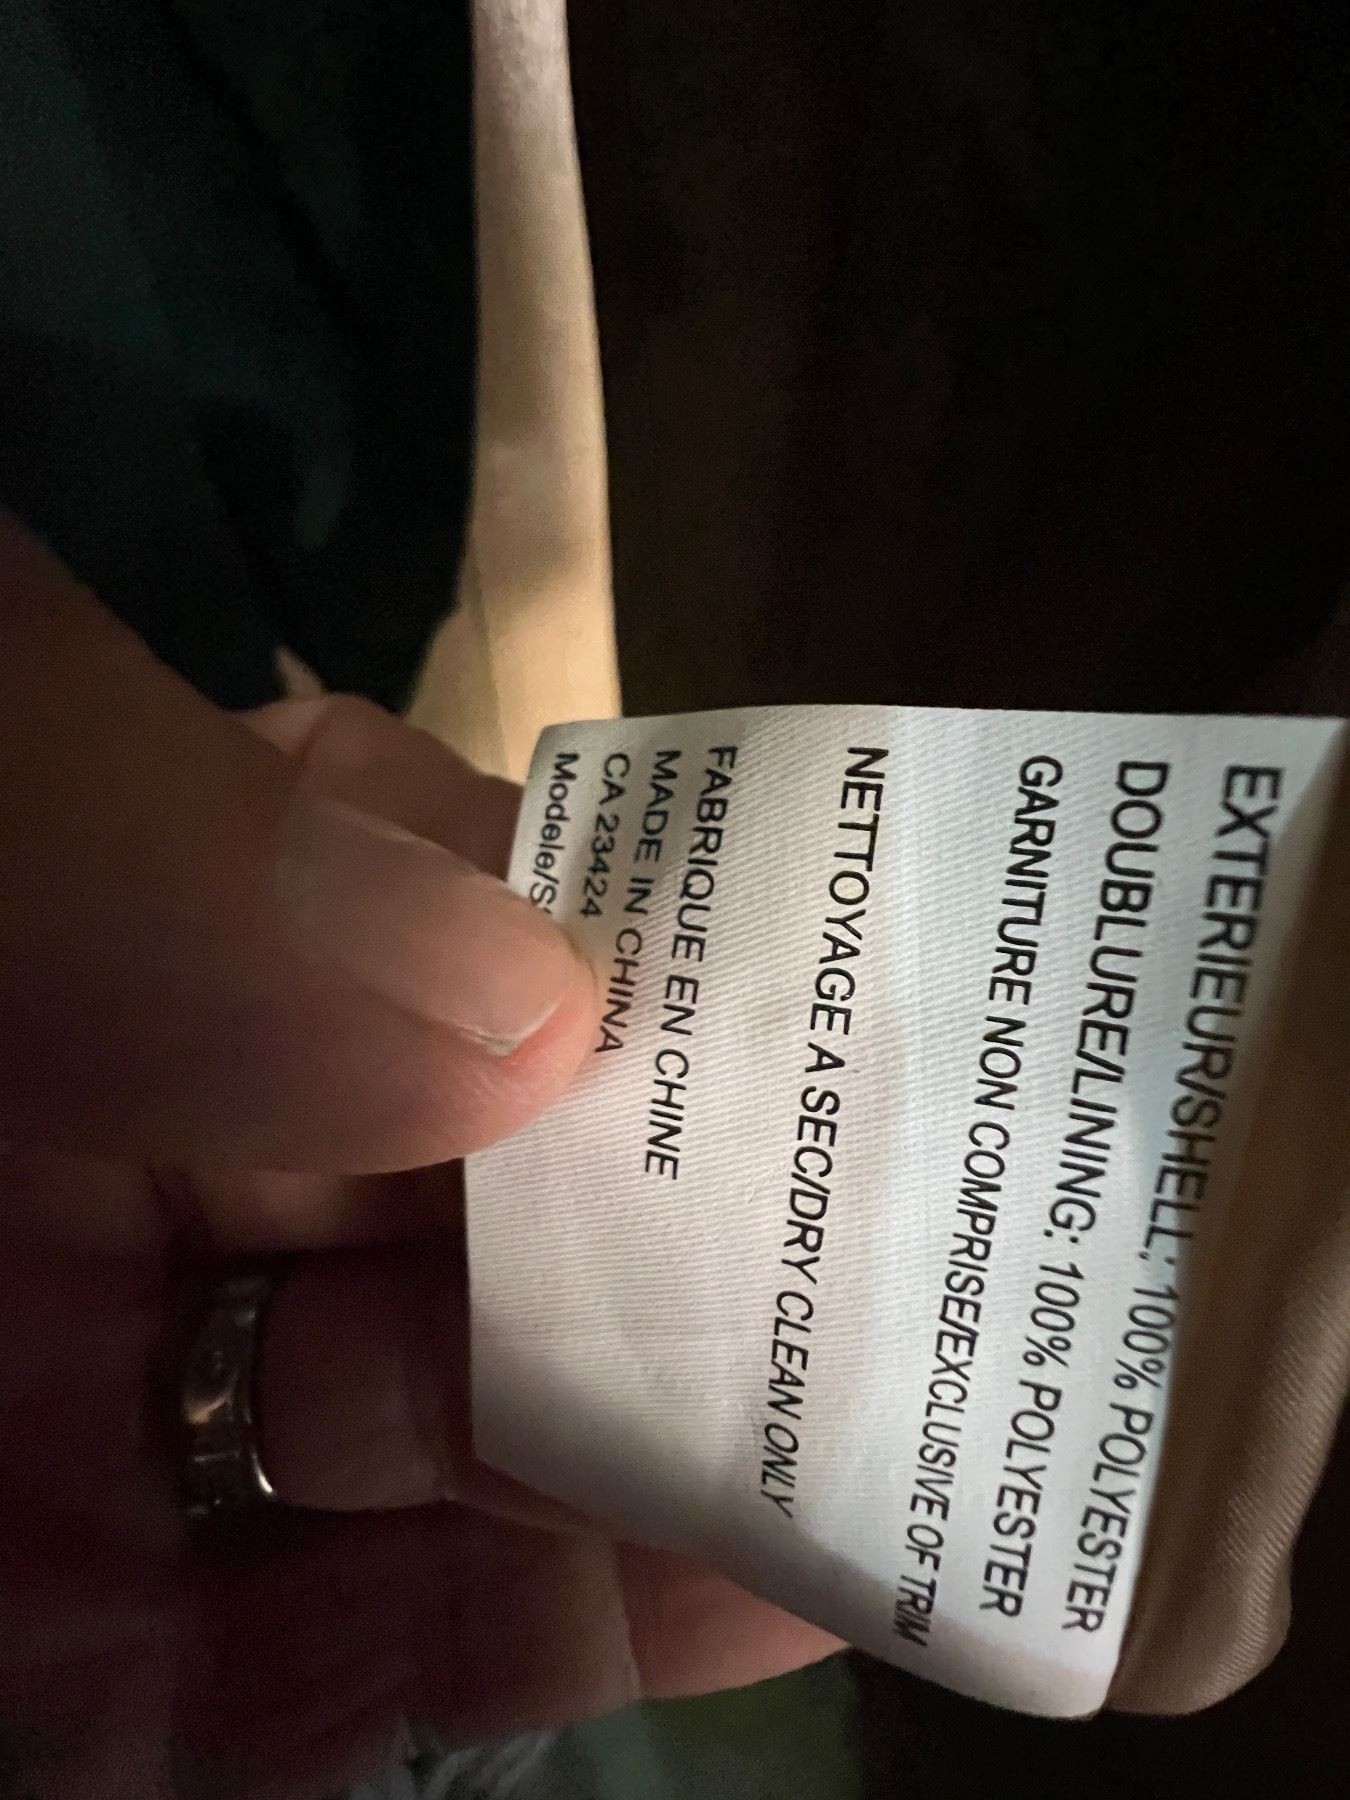 EXTERIEUR/SHELL: 100% POLYESTER
DOUBLURE/LINING: 100% POLYESTER
GARNITURE NON COMPRISE/EXCLUSIVE OF TRIM
NETTOYAGE A SEC/DRY CLEAN ONLY
FABRIQUE EN CHINE
MADE IN CHINA
CA 23424
Modele/S